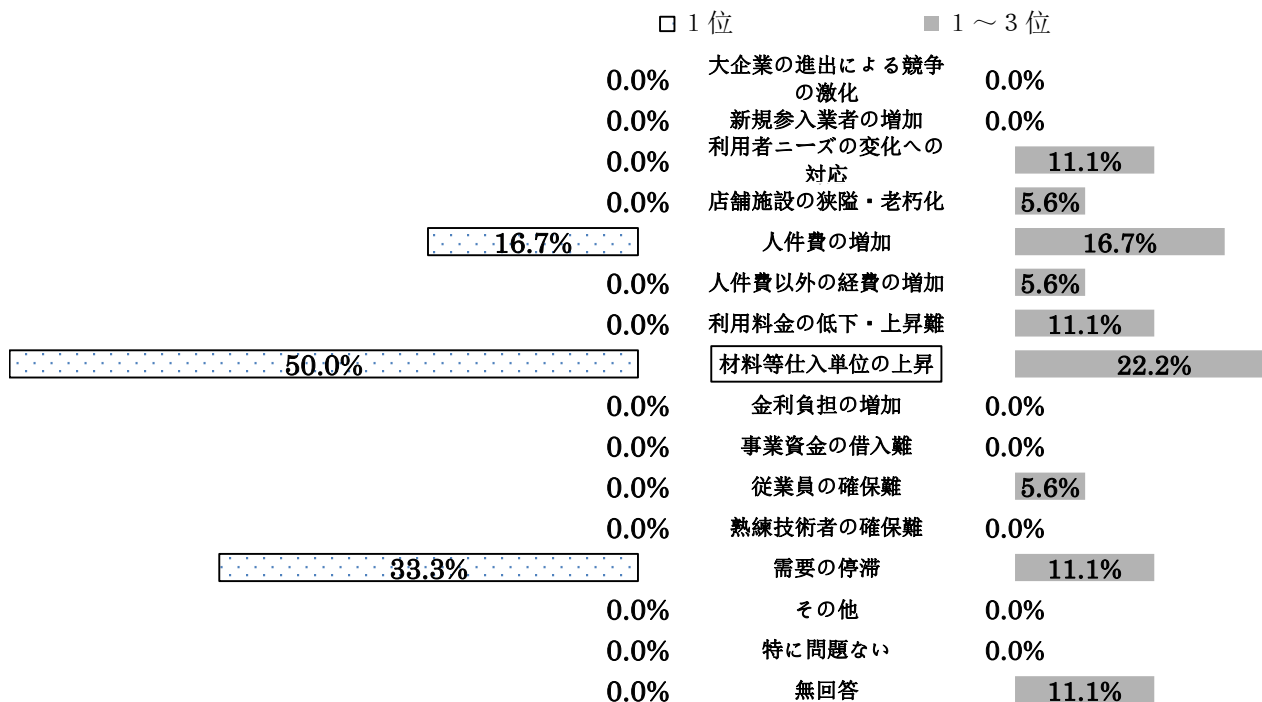 1位 1～3位
0.0% 大企業の進出による競争 0.0%
の激化
0.0% 新規参入業者の増加 0.0%
0.0% 利用者ニーズの変化への 11.1%
対応
0.0% 店舗施設の狭隘・老朽化 5.6%
16.7% 人件費の増加 16.7%
0.0% 人件費以外の経費の増加 5.6%
0.0% 利用料金の低下・上昇難 11.1%
50.0% 材料等仕入単位の上昇 22.2%
0.0% 金利負担の増加 0.0%
0.0% 事業資金の借入難 0.0%
0.0% 従業員の確保難 5.6%
0.0% 熟練技術者の確保難 0.0%
33.3% 需要の停滞 11.1%
0.0% その他 0.0%
0.0% 特に問題ない 0.0%
0.0% 無回答 11.1%